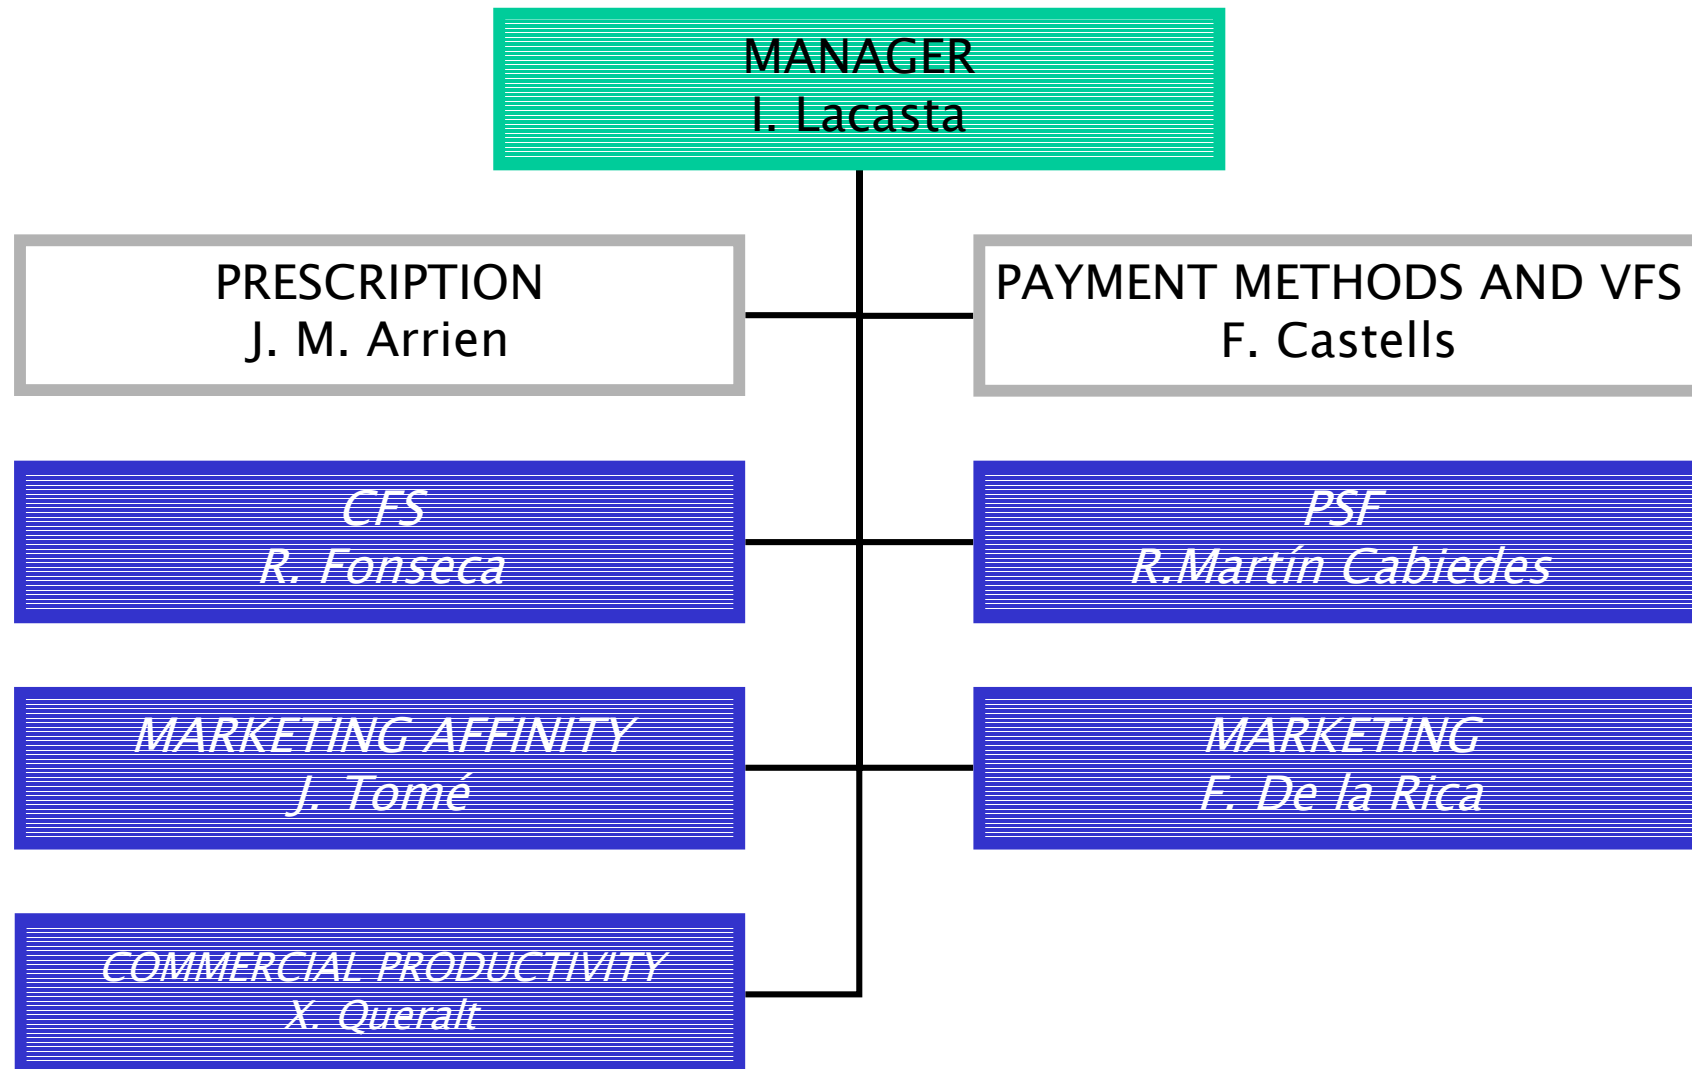 MANAGER
I. Lacasta
PRESCRIPTION
J. M. Arrien
PAYMENT METHODS AND VFS
F. Castells
CFS
R. Fonseca
PSF
R.Martín Cabiedes
MARKETING AFFINITY
J. Tomé
MARKETING
F. De la Rica
COMMERCIAL PRODUCTIVITY
X. Queralt